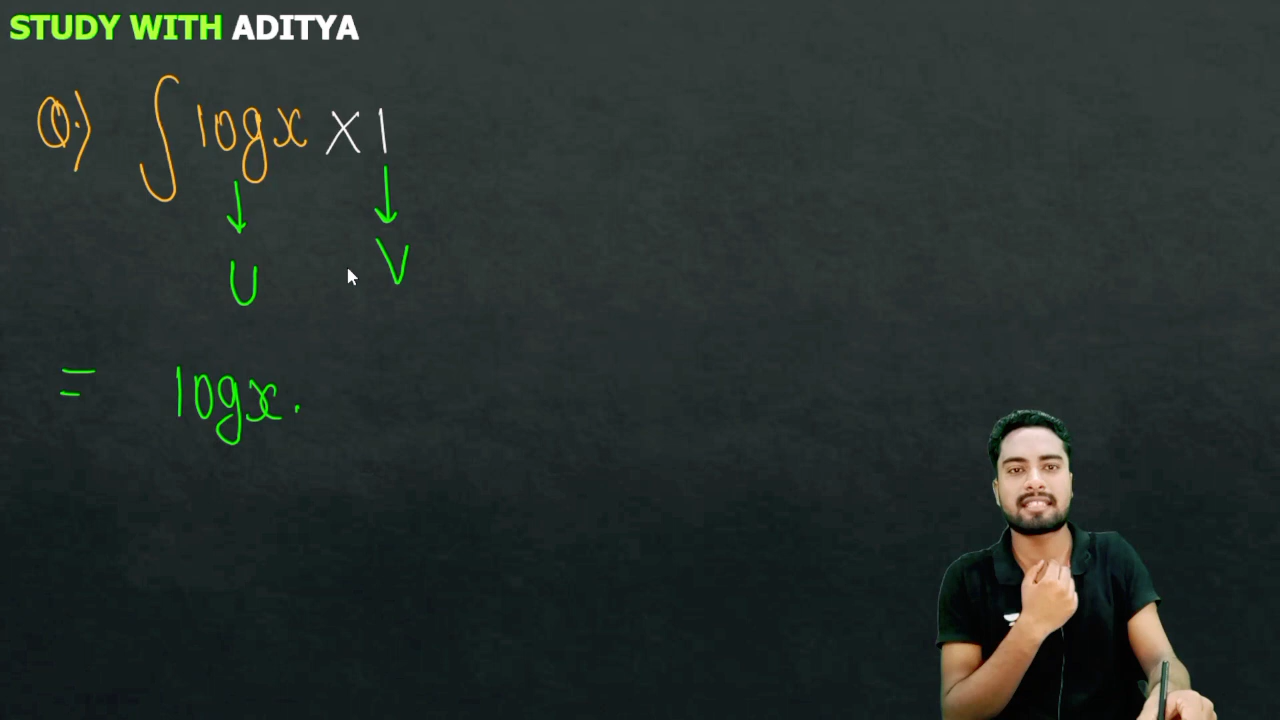 STUDY WITH ADITYA
Q.) ∫ logx × 1
↓ ↓
U V
= logx.